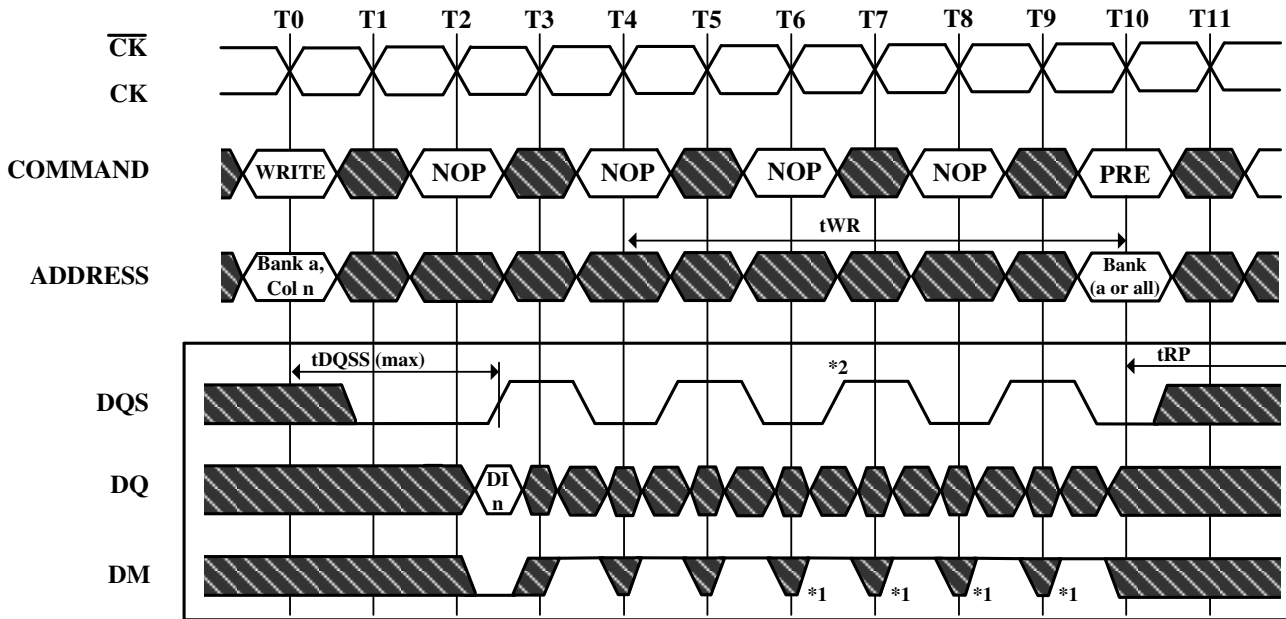 T0 T1 T2 T3 T4 T5 T6 T7 T8 T9 T10 T11
CK
CK
COMMAND WRITE NOP NOP NOP NOP PRE
tWR
ADDRESS Bank a, Col n Bank (a or all)
tDQSS (max) *2 tRP
DQS
DQ DI n
DM *1 *1 *1 *1